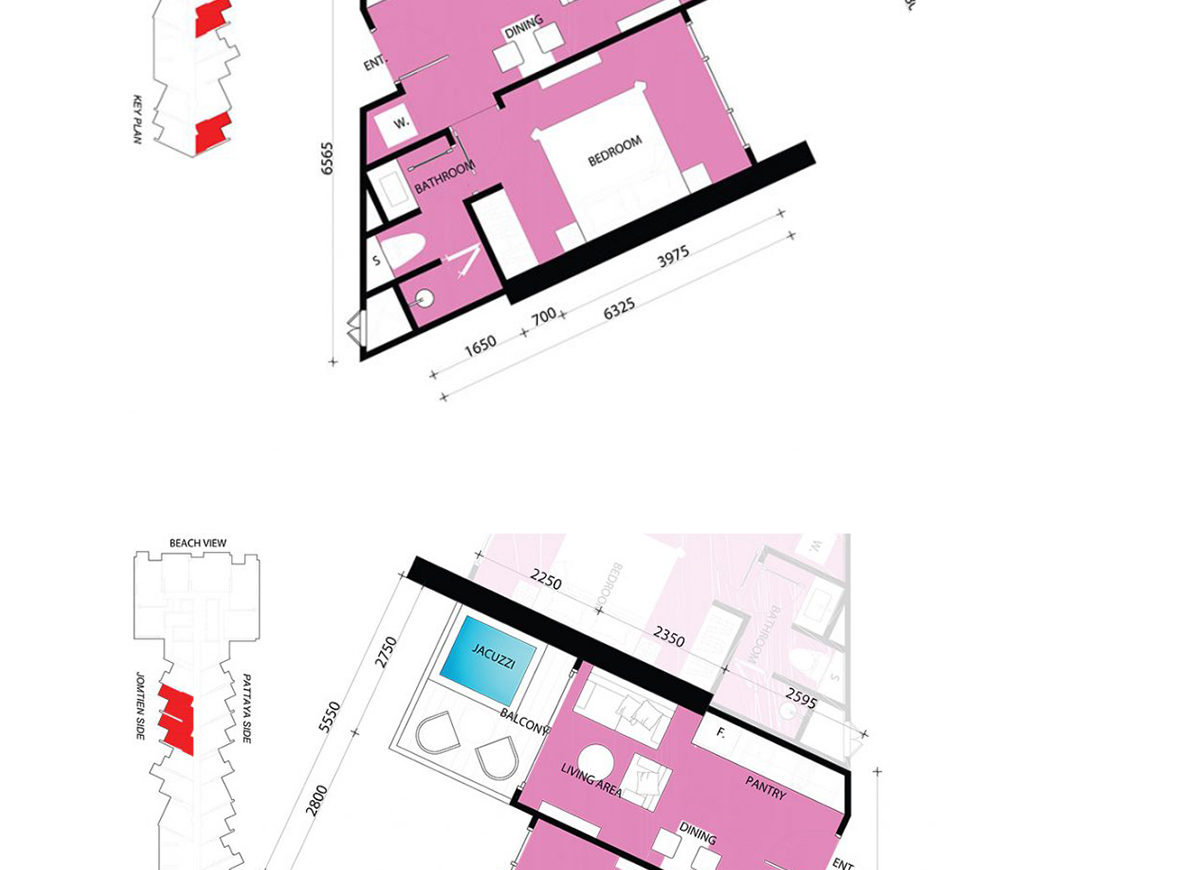 DINING
ENT.
KEY PLAN
W.
6565
BEDROOM
BATHROOM
S
3975
700
6325
1650
BEACH VIEW
2250
BEDROOM
W.
2350
BATHROOM
2750
JACUZZI
S
2595
JOMTIEN SIDE
PATTAYA SIDE
5550
BALCONY
F.
LIVING AREA
PANTRY
2800
DINING
ENT